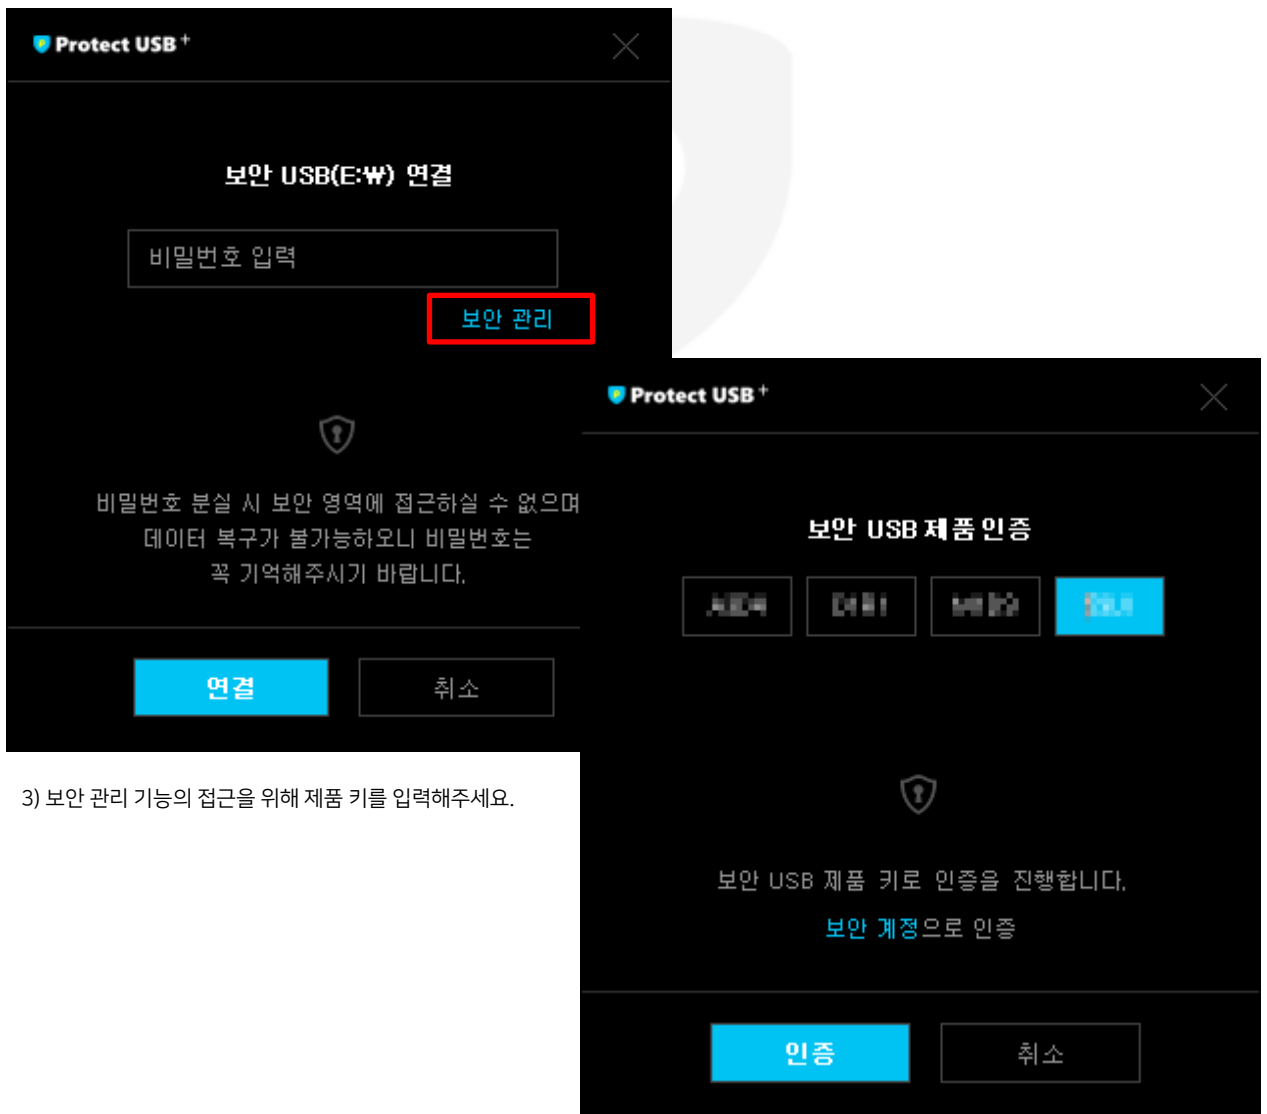 Protect USB+
보안 USB(E:₩) 연결
비밀번호 입력
보안 관리
비밀번호 분실 시 보안 영역에 접근하실 수 없으며
데이터 복구가 불가능하오니 비밀번호는
꼭 기억해주시기 바랍니다.
연결
취소
3) 보안 관리 기능의 접근을 위해 제품 키를 입력해주세요.
Protect USB+
보안 USB 제품 인증
보안 USB 제품 키로 인증을 진행합니다.
보안 계정으로 인증
인증
취소